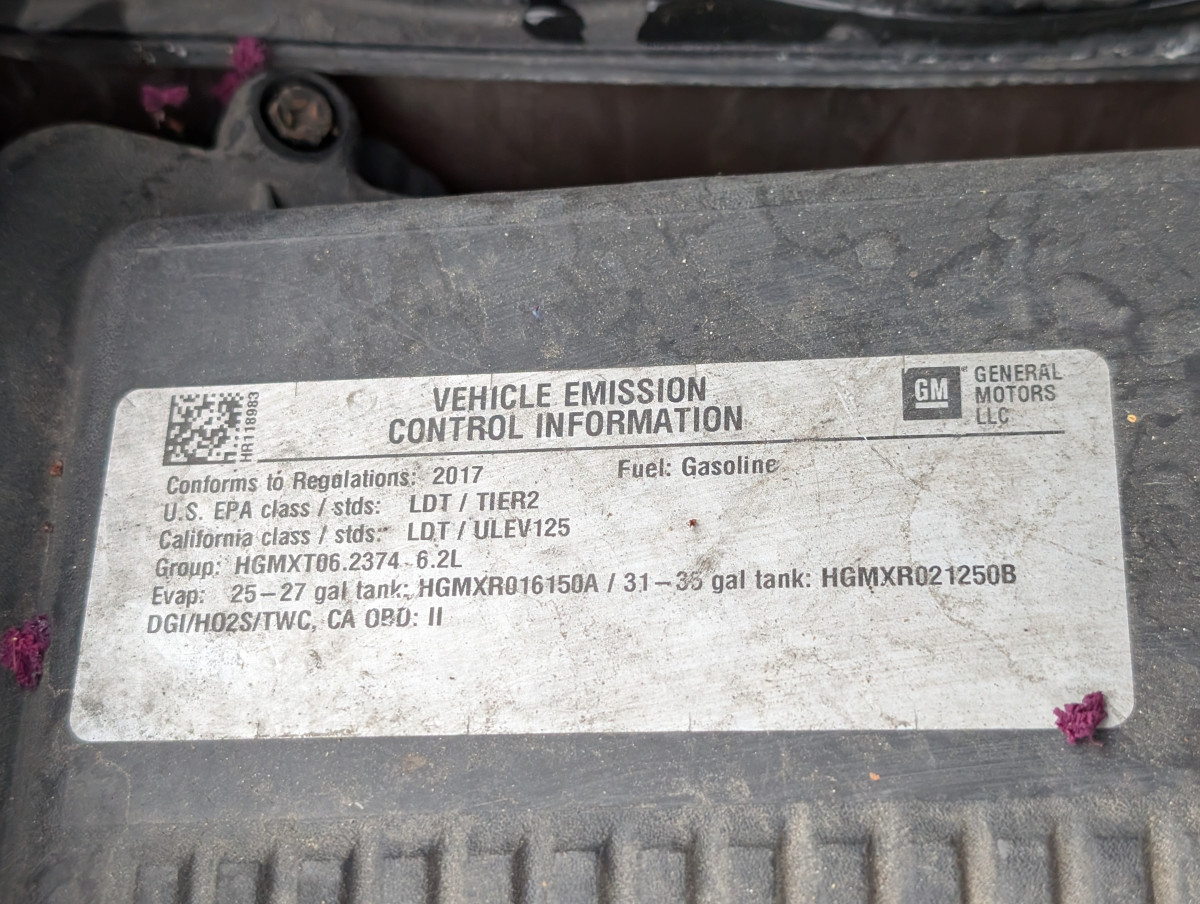 HR118983
VEHICLE EMISSION
CONTROL INFORMATION
GM
GENERAL
MOTORS
LLC
Conforms to Regulations: 2017 Fuel: Gasoline
U.S. EPA class / stds: LDT / TIER2
California class / stds: LDT / ULEV125
Group: HGMXT06.2374 6.2L
Evap: 25-27 gal tank: HGMXR016150A / 31-36 gal tank: HGMXR021250B
DGI/HO2S/TWC, CA OBD: II